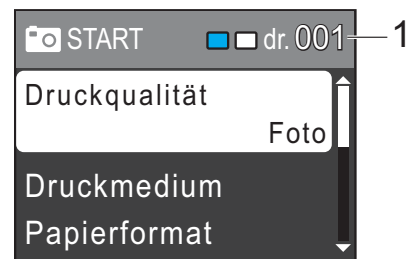 START dr. 001 1
Druckqualität
Foto
Druckmedium
Papierformat